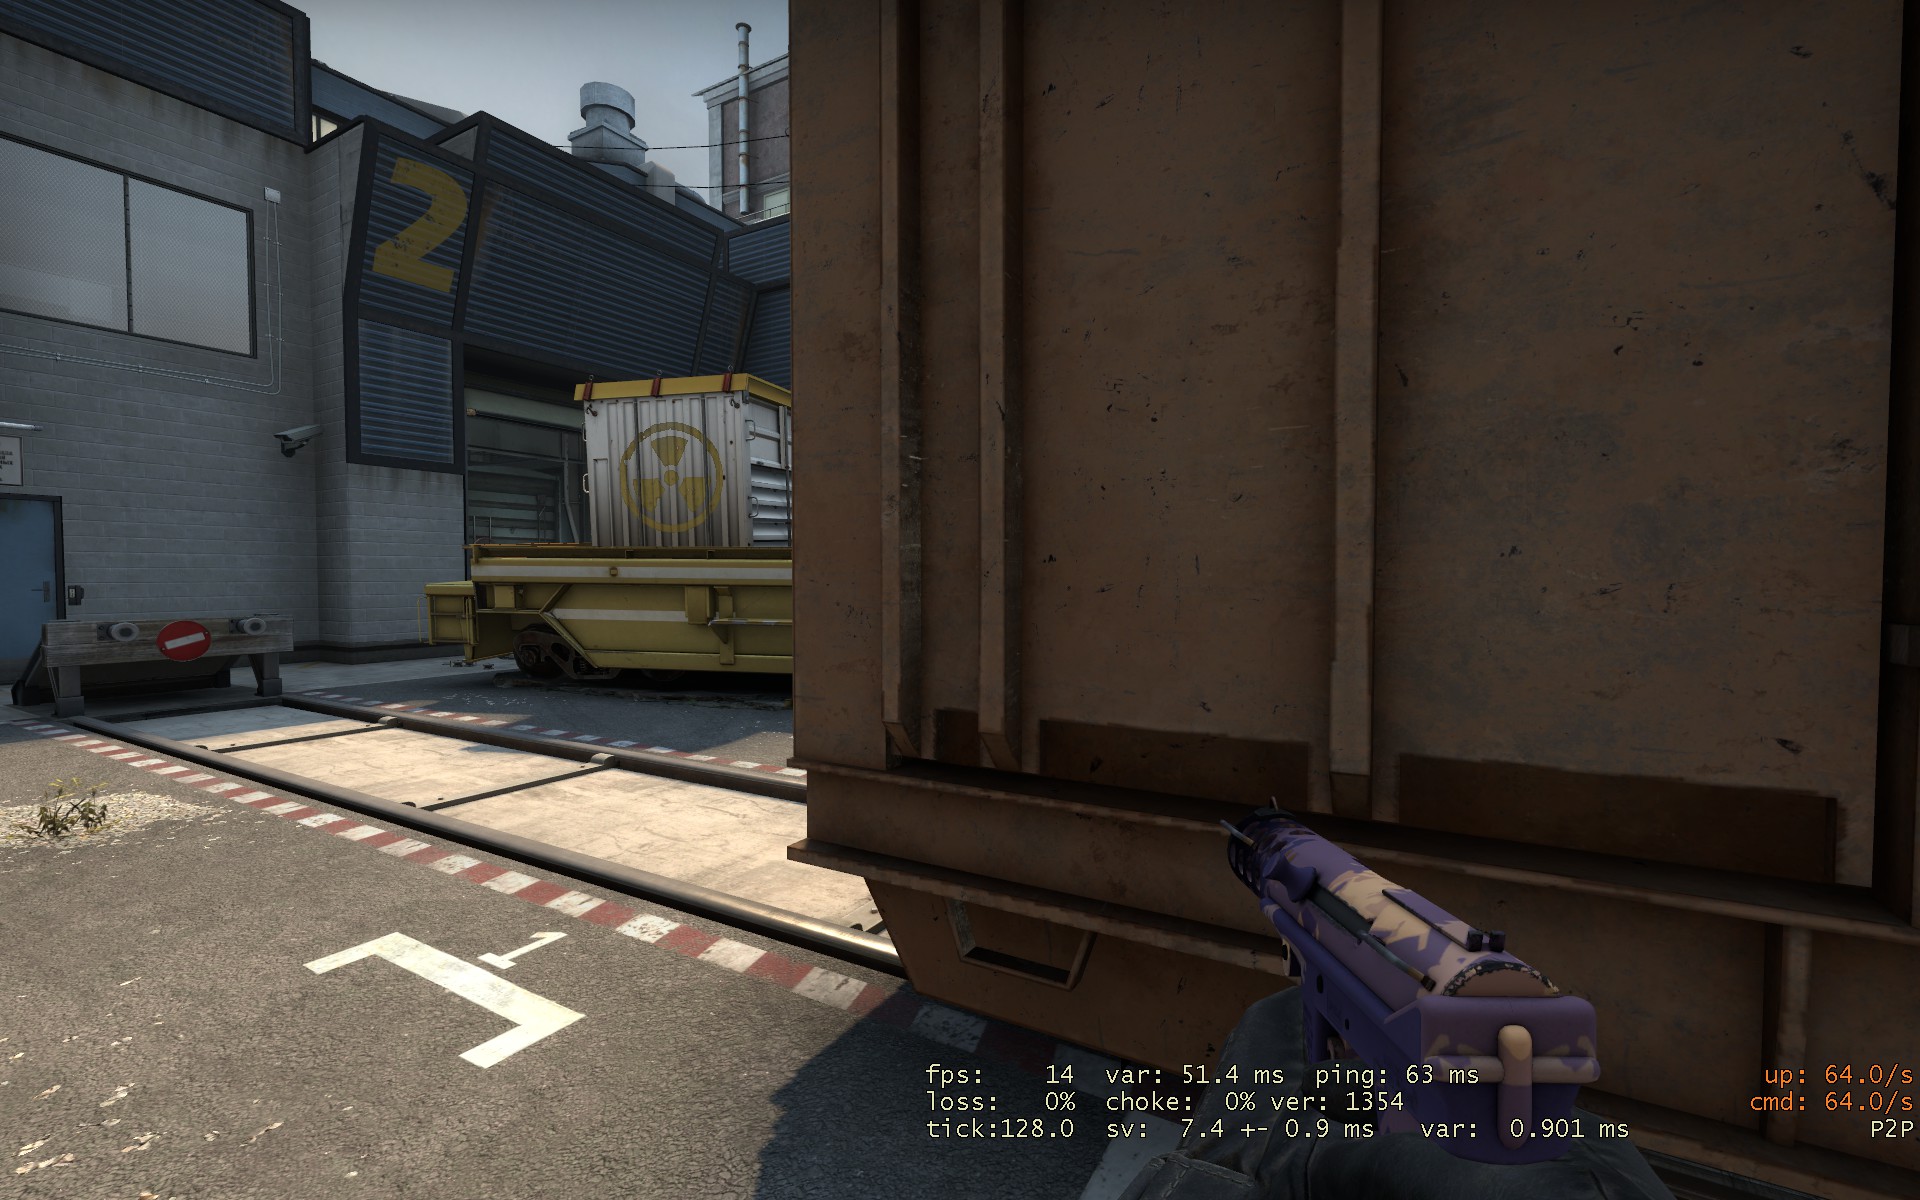 2
1
fps: 14 var: 51.4 ms ping: 63 ms
loss: 0% choke: 0% ver: 1354
tick:128.0 sv: 7.4 +- 0.9 ms var: 0.901 ms
up: 64.0/s
cmd: 64.0/s
P2P